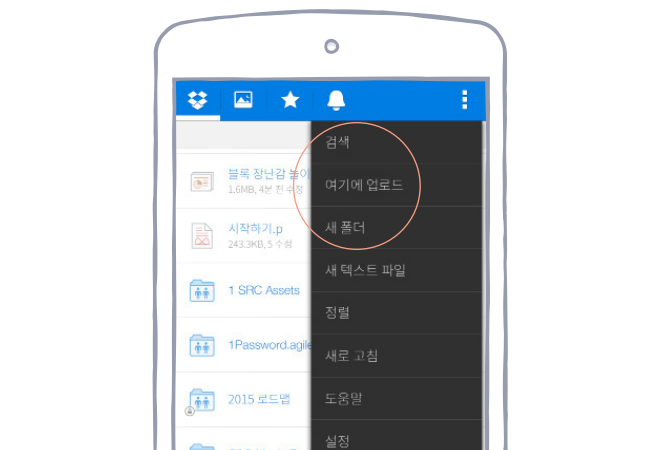 검색
블록 장난감 놀이
1.6MB, 4분 전 수정
여기에 업로드
시작하기.p
243.3KB, 5 수정
새 폴더
새 텍스트 파일
1 SRC Assets
정렬
1Password.agile
새로 고침
2015 로드맵
도움말
설정